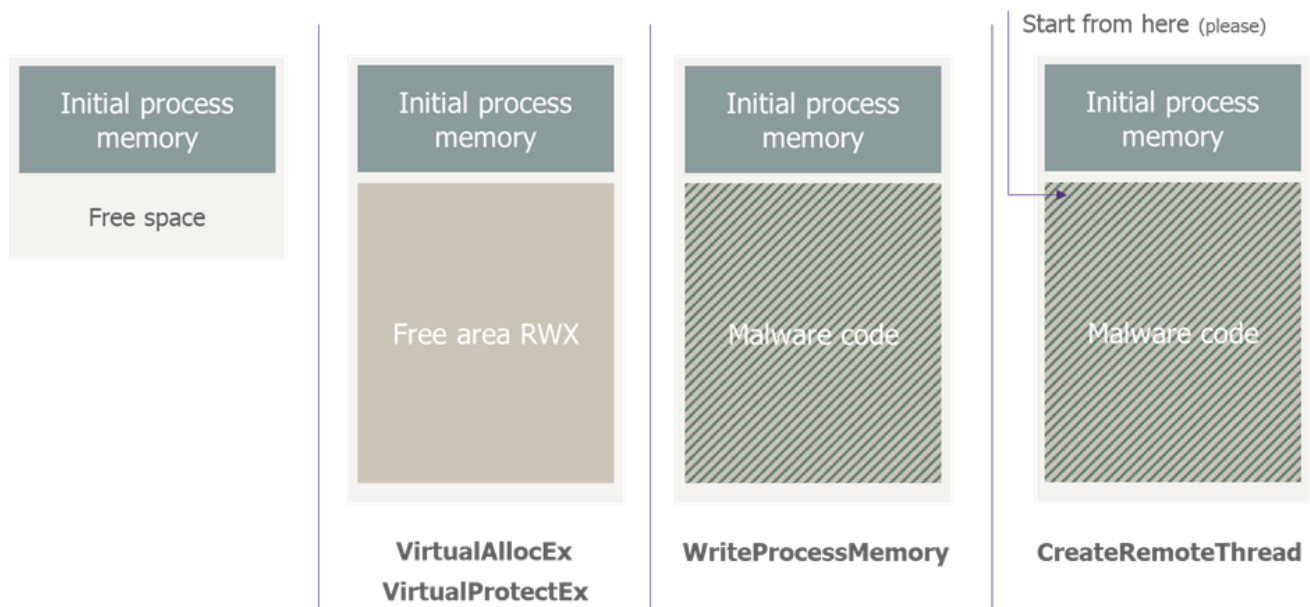 Start from here (please)
Initial process
memory
Free space
Initial process
memory
Free area RWX
VirtualAllocEx
VirtualProtectEx
Initial process
memory
Malware code
WriteProcessMemory
Initial process
memory
Malware code
CreateRemoteThread